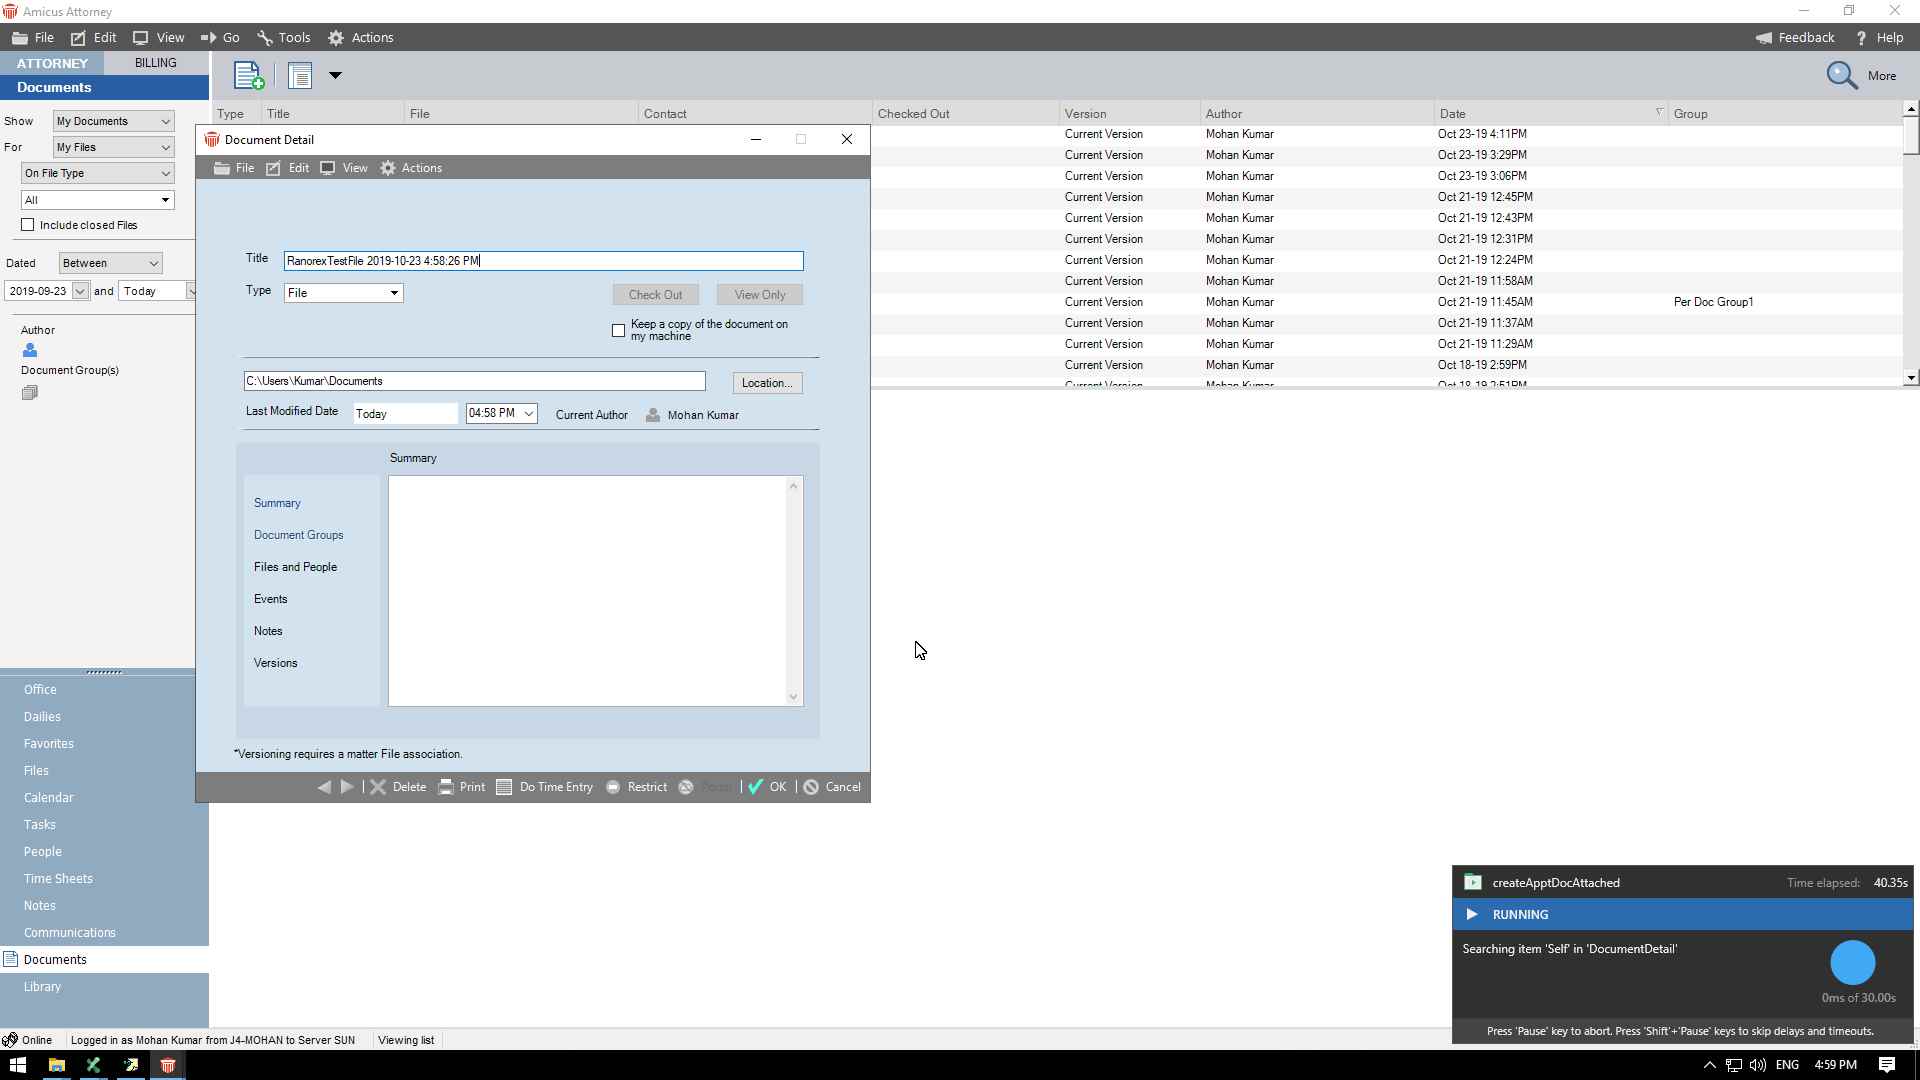 Amicus Attorney
File Edit View Go Tools Actions Feedback ? Help
ATTORNEY BILLING
Documents
More
Show My Documents
For My Files
On File Type
All
Include closed Files
Dated Between
2019-09-23 and Today
Author
Document Group(s)
Type Title File Contact Checked Out Version Author Date Group
Current Version Mohan Kumar Oct 23-19 4:11PM
Current Version Mohan Kumar Oct 23-19 3:29PM
Current Version Mohan Kumar Oct 23-19 3:06PM
Current Version Mohan Kumar Oct 21-19 12:45PM
Current Version Mohan Kumar Oct 21-19 12:43PM
Current Version Mohan Kumar Oct 21-19 12:31PM
Current Version Mohan Kumar Oct 21-19 12:24PM
Current Version Mohan Kumar Oct 21-19 11:58AM
Current Version Mohan Kumar Oct 21-19 11:45AM Per Doc Group1
Current Version Mohan Kumar Oct 21-19 11:37AM
Current Version Mohan Kumar Oct 21-19 11:29AM
Current Version Mohan Kumar Oct 18-19 2:59PM
Current Version Mohan Kumar Oct 18-19 2:51PM
Document Detail
File Edit View Actions
Title RanorexTestFile 2019-10-23 4:58:26 PM
Type File Check Out View Only
Keep a copy of the document on
my machine
C:\Users\Kumar\Documents Location...
Last Modified Date Today 04:58 PM Current Author Mohan Kumar
Summary
Summary
Document Groups
Files and People
Events
Notes
Versions
*Versioning requires a matter File association.
Delete Print Do Time Entry Restrict OK Cancel
Office
Dailies
Favorites
Files
Calendar
Tasks
People
Time Sheets
Notes
Communications
Documents
Library
createApptDocAttached Time elapsed: 40.35s
RUNNING
Searching item 'Self' in 'DocumentDetail'
0ms of 30.00s
Press 'Pause' key to abort. Press 'Shift'+'Pause' keys to skip delays and timeouts.
Online Logged in as Mohan Kumar from J4-MOHAN to Server SUN Viewing list
ENG 4:59 PM